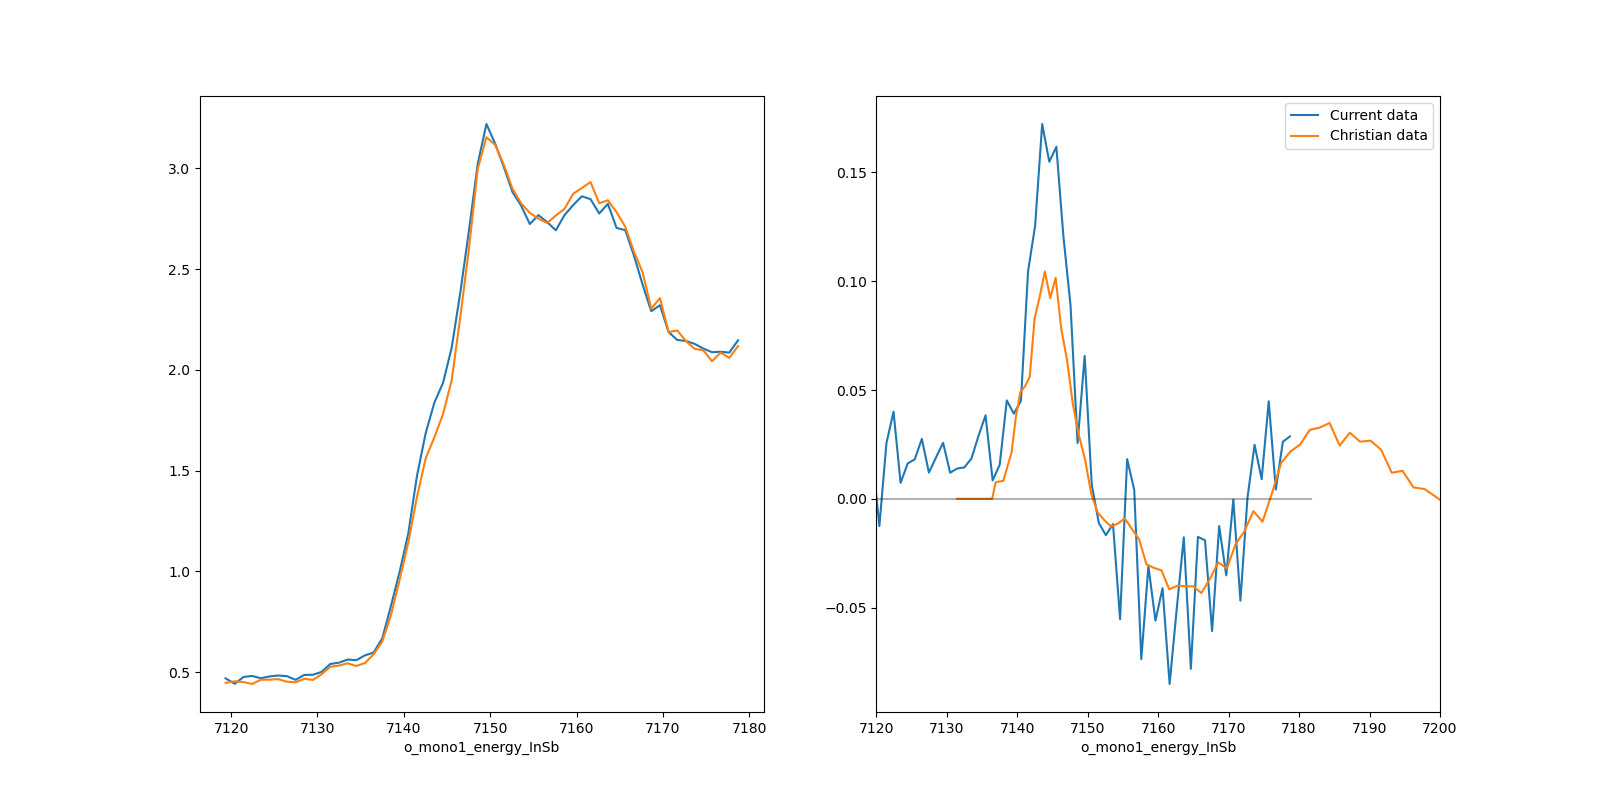 3.0
2.5
2.0
1.5
1.0
0.5
7120 7130 7140 7150 7160 7170 7180
o_mono1_energy_InSb
Current data
Christian data
0.15
0.10
0.05
0.00
−0.05
7120 7130 7140 7150 7160 7170 7180 7190 7200
o_mono1_energy_InSb